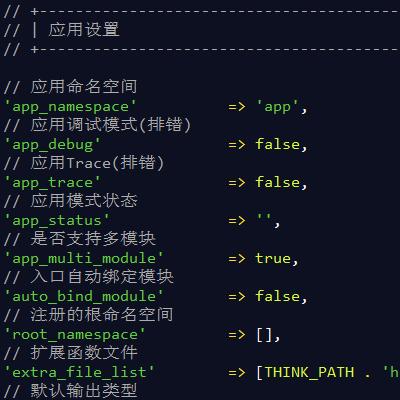 // +----------------------------------------
// | 应用设置
// +----------------------------------------
// 应用命名空间
'app_namespace' => 'app',
// 应用调试模式(排错)
'app_debug' => false,
// 应用Trace(排错)
'app_trace' => false,
// 应用模式状态
'app_status' => '',
// 是否支持多模块
'app_multi_module' => true,
// 入口自动绑定模块
'auto_bind_module' => false,
// 注册的根命名空间
'root_namespace' => [],
// 扩展函数文件
'extra_file_list' => [THINK_PATH . 'h
// 默认输出类型